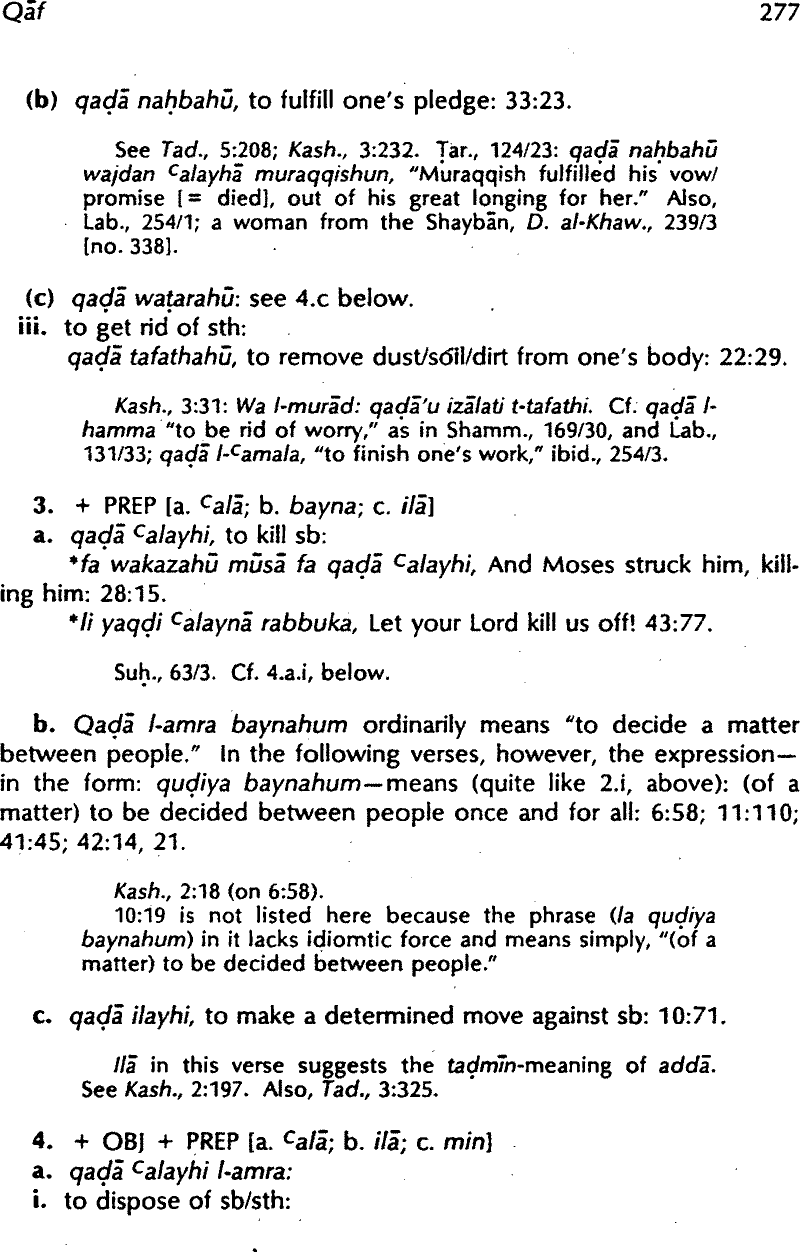 Qāf 277
(b) qaḍā naḥbahū, to fulfill one's pledge: 33:23.
See Tad., 5:208; Kash., 3:232. Ṭar., 124/23: qaḍā naḥbahū
wajdan ᶜalayhā muraqqishun, "Muraqqish fulfilled his vow/
promise [= died], out of his great longing for her." Also,
Lab., 254/1; a woman from the Shaybān, D. al-Khaw., 239/3
[no. 338].
(c) qaḍā waṭarahū: see 4.c below.
iii. to get rid of sth:
qaḍā tafathahū, to remove dust/soil/dirt from one's body: 22:29.
Kash., 3:31: Wa l-murād: qaḍā'u izālati t-tafathi. Cf. qaḍā l-
hamma "to be rid of worry," as in Shamm., 169/30, and Lab.,
131/33; qaḍā l-ᶜamala, "to finish one's work," ibid., 254/3.
3. + PREP [a. ᶜalā; b. bayna; c. ilā]
a. qaḍā ᶜalayhi, to kill sb:
*fa wakazahū mūsā fa qaḍā ᶜalayhi, And Moses struck him, kill-
ing him: 28:15.
*li yaqḍi ᶜalaynā rabbuka, Let your Lord kill us off! 43:77.
Suḥ., 63/3. Cf. 4.a.i, below.
b. Qaḍā l-amra baynahum ordinarily means "to decide a matter
between people." In the following verses, however, the expression—
in the form: quḍiya baynahum—means (quite like 2.i, above): (of a
matter) to be decided between people once and for all: 6:58; 11:110;
41:45; 42:14, 21.
Kash., 2:18 (on 6:58).
10:19 is not listed here because the phrase (la quḍiya
baynahum) in it lacks idiomtic force and means simply, "(of a
matter) to be decided between people."
c. qaḍā ilayhi, to make a determined move against sb: 10:71.
Ilā in this verse suggests the taḍmīn-meaning of addā.
See Kash., 2:197. Also, Tad., 3:325.
4. + OBJ + PREP [a. ᶜalā; b. ilā; c. min]
a. qaḍā ᶜalayhi l-amra:
i. to dispose of sb/sth: